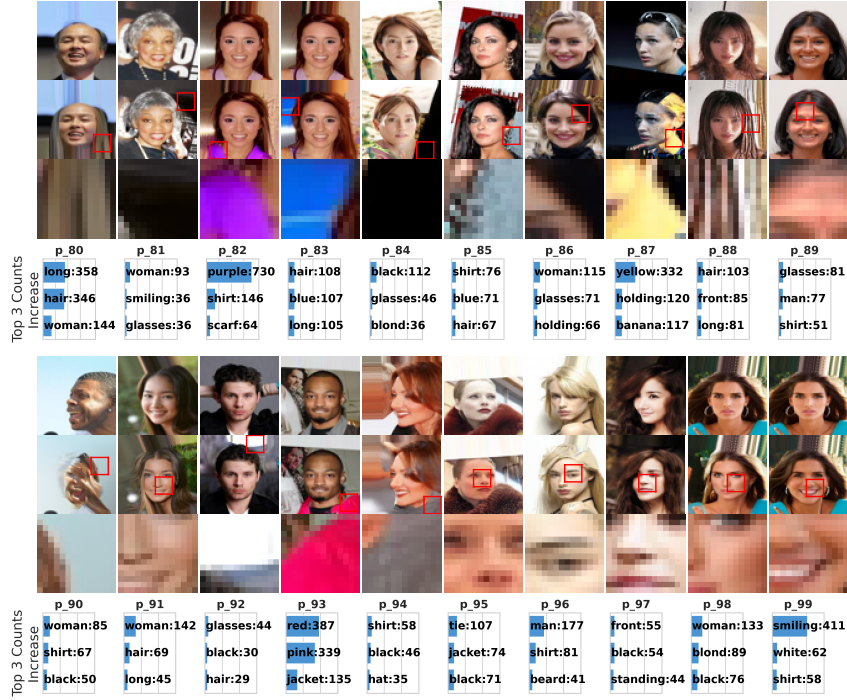 p_80 p_81 p_82 p_83 p_84 p_85 p_86 p_87 p_88 p_89
Top 3 Counts
Increase
long:358 woman:93 purple:730 hair:108 black:112 shirt:76 woman:115 yellow:332 hair:103 glasses:81
hair:346 smiling:36 shirt:146 blue:107 glasses:46 blue:71 glasses:71 holding:120 front:85 man:77
woman:144 glasses:36 scarf:64 long:105 blond:36 hair:67 holding:66 banana:117 long:81 shirt:51
p_90 p_91 p_92 p_93 p_94 p_95 p_96 p_97 p_98 p_99
Top 3 Counts
Increase
woman:85 woman:142 glasses:44 red:387 shirt:58 tie:107 man:177 front:55 woman:133 smiling:411
shirt:67 hair:69 black:30 pink:339 black:46 jacket:74 shirt:81 black:54 blonde:89 white:62
black:50 long:45 hair:29 jacket:135 hat:35 black:71 beard:41 standing:44 black:76 shirt:58